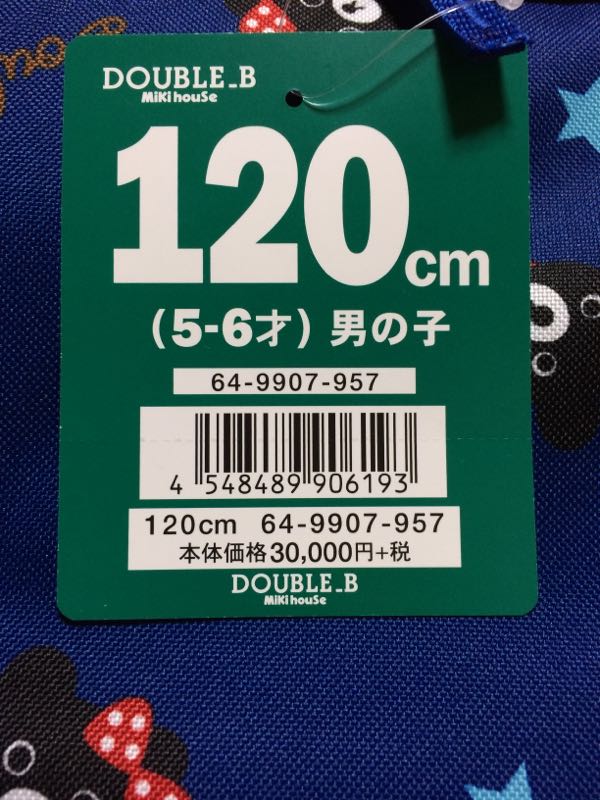 DOUBLE_B
MiKi houSe
120cm
(5-6才) 男の子
64-9907-957
4 548489 906193
120cm 64-9907-957
本体価格30,000円+税
DOUBLE_B
MiKi houSe